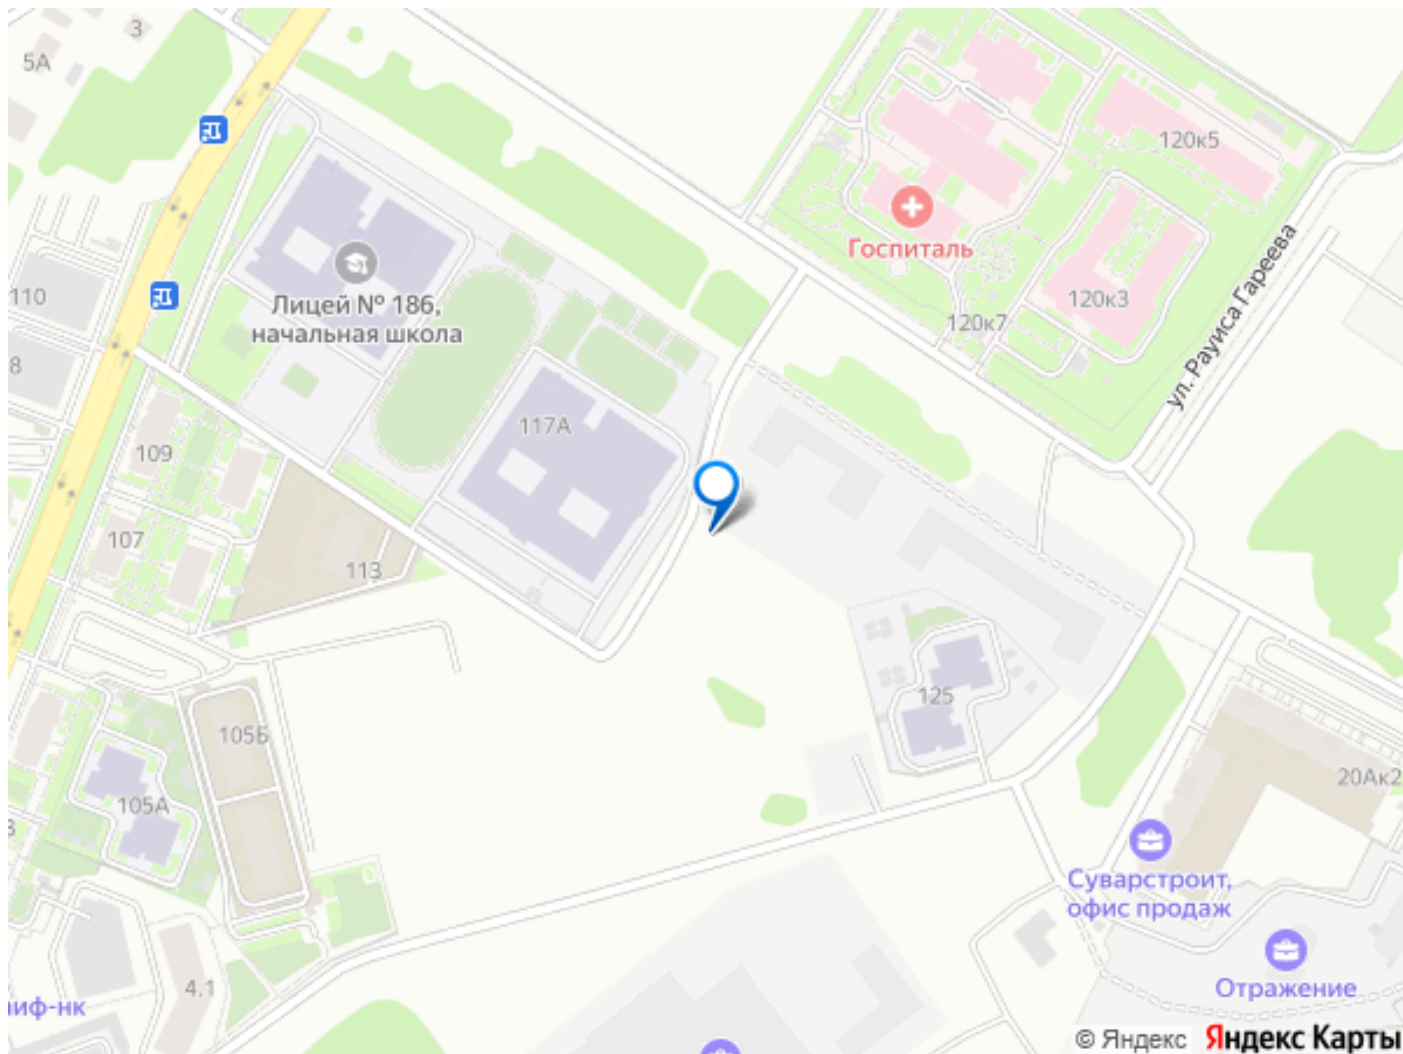 3
5А
120к5
Госпиталь
ул. Рауиса Гареева
110
Лицей № 186,
начальная школа
120к3
120к7
8
117А
109
107
113
125
105Б
20Ак2
105А
3
Суварстроит,
офис продаж
4.1
Отражение
иф-нк
© Яндекс Яндекс Карты